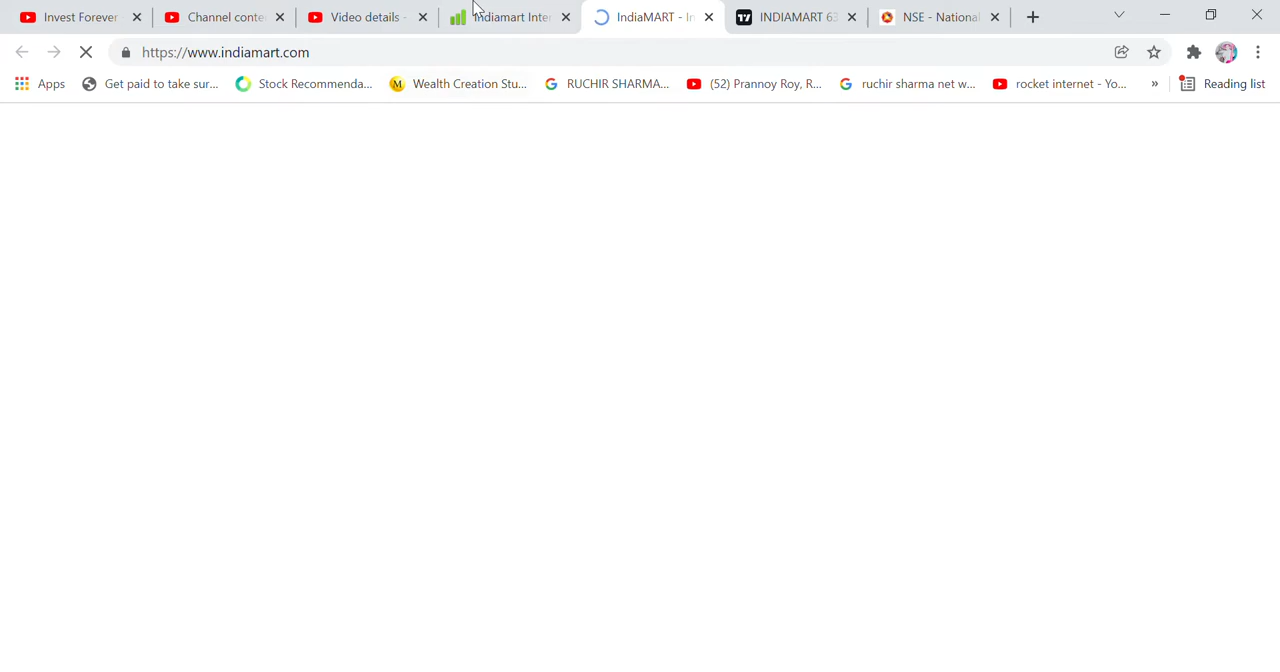 Invest Forever Channel conte Video details - Indiamart Inter IndiaMART - In INDIAMART 63 NSE - National
https://www.indiamart.com
Apps Get paid to take sur... Stock Recommenda... M Wealth Creation Stu... RUCHIR SHARMA... (52) Prannoy Roy, R... ruchir sharma net w... rocket internet - Yo... » Reading list